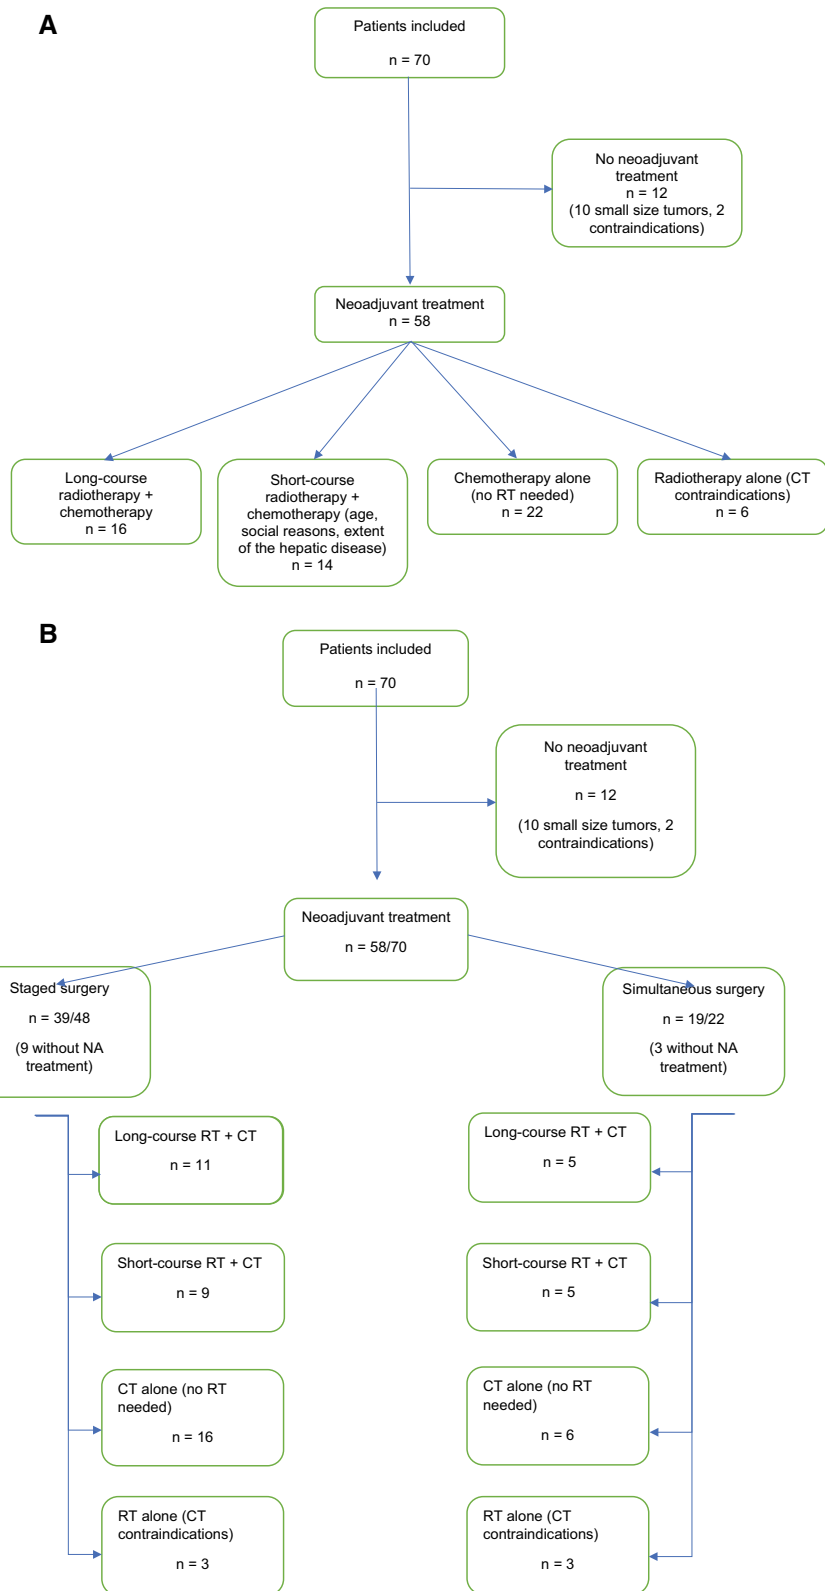 A
Patients included
n = 70
No neoadjuvant
treatment
n = 12
(10 small size tumors, 2
contraindications)
Neoadjuvant treatment
n = 58
Long-course
radiotherapy +
chemotherapy
n = 16
Short-course
radiotherapy +
chemotherapy (age,
social reasons, extent
of the hepatic disease)
n = 14
Chemotherapy alone
(no RT needed)
n = 22
Radiotherapy alone (CT
contraindications)
n = 6
B
Patients included
n = 70
No neoadjuvant
treatment
n = 12
(10 small size tumors, 2
contraindications)
Neoadjuvant treatment
n = 58/70
Staged surgery
n = 39/48
(9 without NA
treatment)
Simultaneous surgery
n = 19/22
(3 without NA
treatment)
Long-course RT + CT
n = 11
Short-course RT + CT
n = 9
CT alone (no RT
needed)
n = 16
RT alone (CT
contraindications)
n = 3
Long-course RT + CT
n = 5
Short-course RT + CT
n = 5
CT alone (no RT
needed)
n = 6
RT alone (CT
contraindications)
n = 3